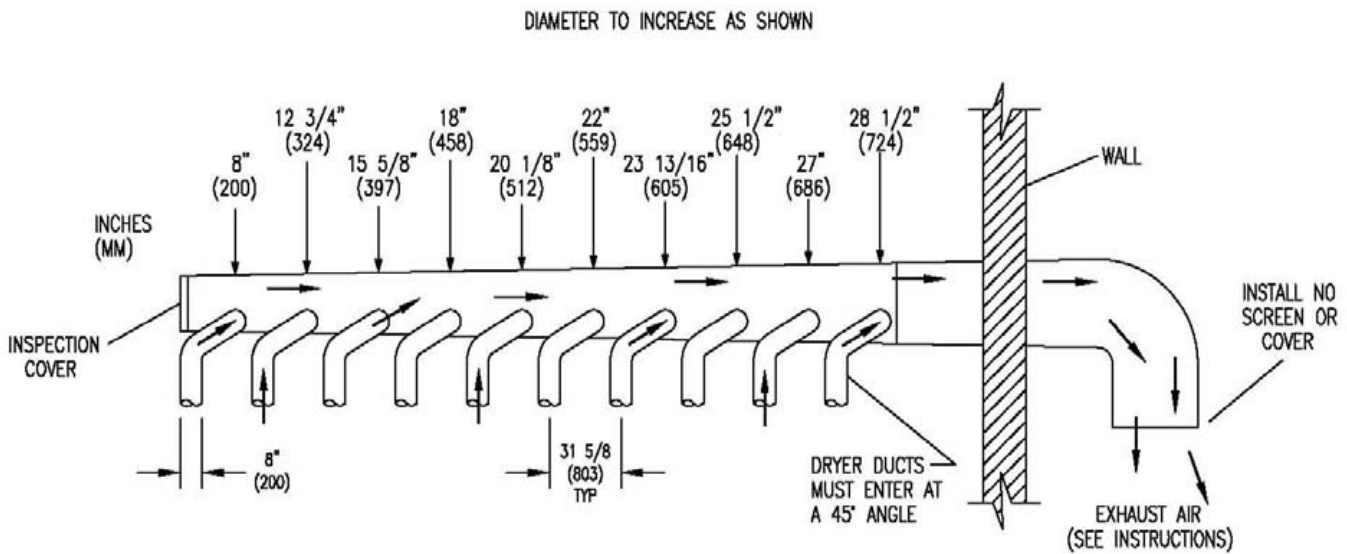 DIAMETER TO INCREASE AS SHOWN
12 3/4"
(324)
18"
(458)
22"
(559)
25 1/2"
(648)
28 1/2"
(724)
8"
(200)
15 5/8"
(397)
20 1/8"
(512)
23 13/16"
(605)
27"
(686)
WALL
INCHES
(MM)
INSPECTION
COVER
INSTALL NO
SCREEN OR
COVER
8"
(200)
31 5/8
(803)
TYP
DRYER DUCTS
MUST ENTER AT
A 45° ANGLE
EXHAUST AIR
(SEE INSTRUCTIONS)